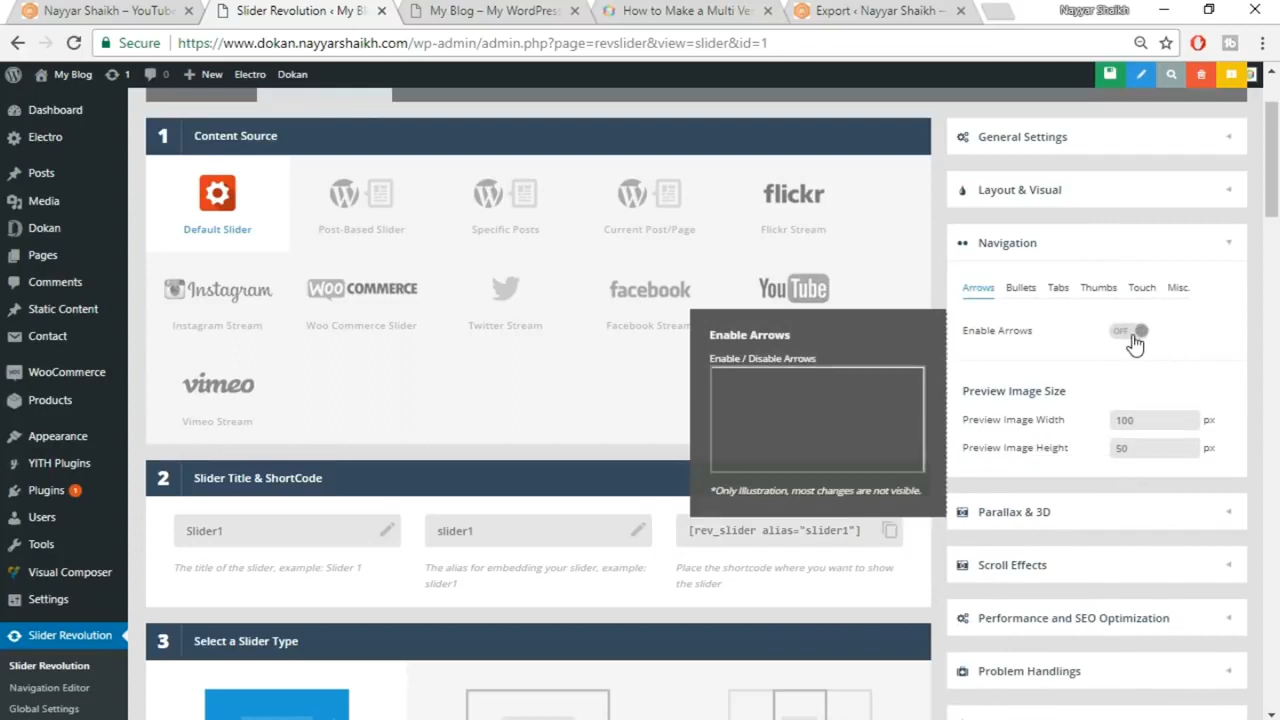 Nayyar Shaikh – YouTube
Slider Revolution ‹ My Bl
My Blog – My WordPress
How to Make a Multi Ve
Export ‹ Nayyar Shaikh —
Nayyar Shaikh
Secure
https://www.dokan.nayyarshaikh.com/wp-admin/admin.php?page=revslider&view=slider&id=1
My Blog
1
0
New
Electro
Dokan
Dashboard
Electro
Posts
Media
Dokan
Pages
Comments
Static Content
Contact
WooCommerce
Products
Appearance
YITH Plugins
Plugins 1
Users
Tools
Visual Composer
Settings
Slider Revolution
Slider Revolution
Navigation Editor
Global Settings
1 Content Source
Default Slider
Post-Based Slider
Specific Posts
Current Post/Page
flickr
Flickr Stream
Instagram
Instagram Stream
WOO COMMERCE
Woo Commerce Slider
Twitter Stream
facebook
Facebook Stream
YouTube
vimeo
Vimeo Stream
Enable Arrows
Enable / Disable Arrows
*Only Illustration, most changes are not visible.
2 Slider Title & ShortCode
Slider1
slider1
[rev_slider alias="slider1"]
The title of the slider, example: Slider 1
The alias for embedding your slider, example:
slider1
Place the shortcode where you want to show
the slider
3 Select a Slider Type
General Settings
Layout & Visual
Navigation
Arrows
Bullets
Tabs
Thumbs
Touch
Misc.
Enable Arrows
OFF
Preview Image Size
Preview Image Width 100 px
Preview Image Height 50 px
Parallax & 3D
Scroll Effects
Performance and SEO Optimization
Problem Handlings